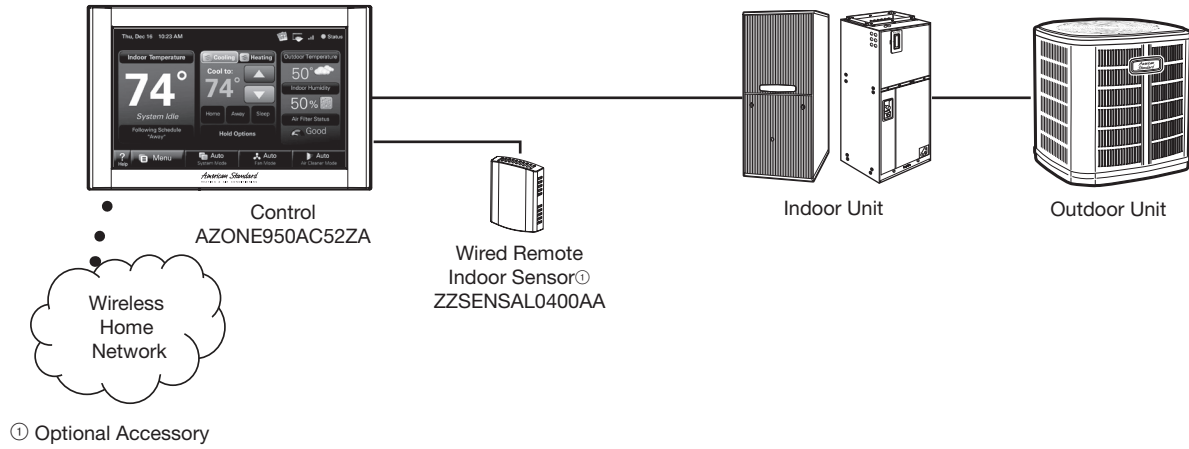 Thu, Dec 16 10:23 AM
Status
Indoor Temperature
74°
System Idle
Following Schedule
"Away"
Cooling
Heating
Cool to:
74°
Home
Away
Sleep
Hold Options
Outdoor Temperature
50°
Indoor Humidity
50%
Air Filter Status
Good
?
Help
Menu
Auto
System Mode
Auto
Fan Mode
Auto
Air Cleaner Mode
American Standard
Control
AZONE950AC52ZA
Wireless
Home
Network
Wired Remote
Indoor Sensor①
ZZSENSAL0400AA
Indoor Unit
Outdoor Unit
① Optional Accessory